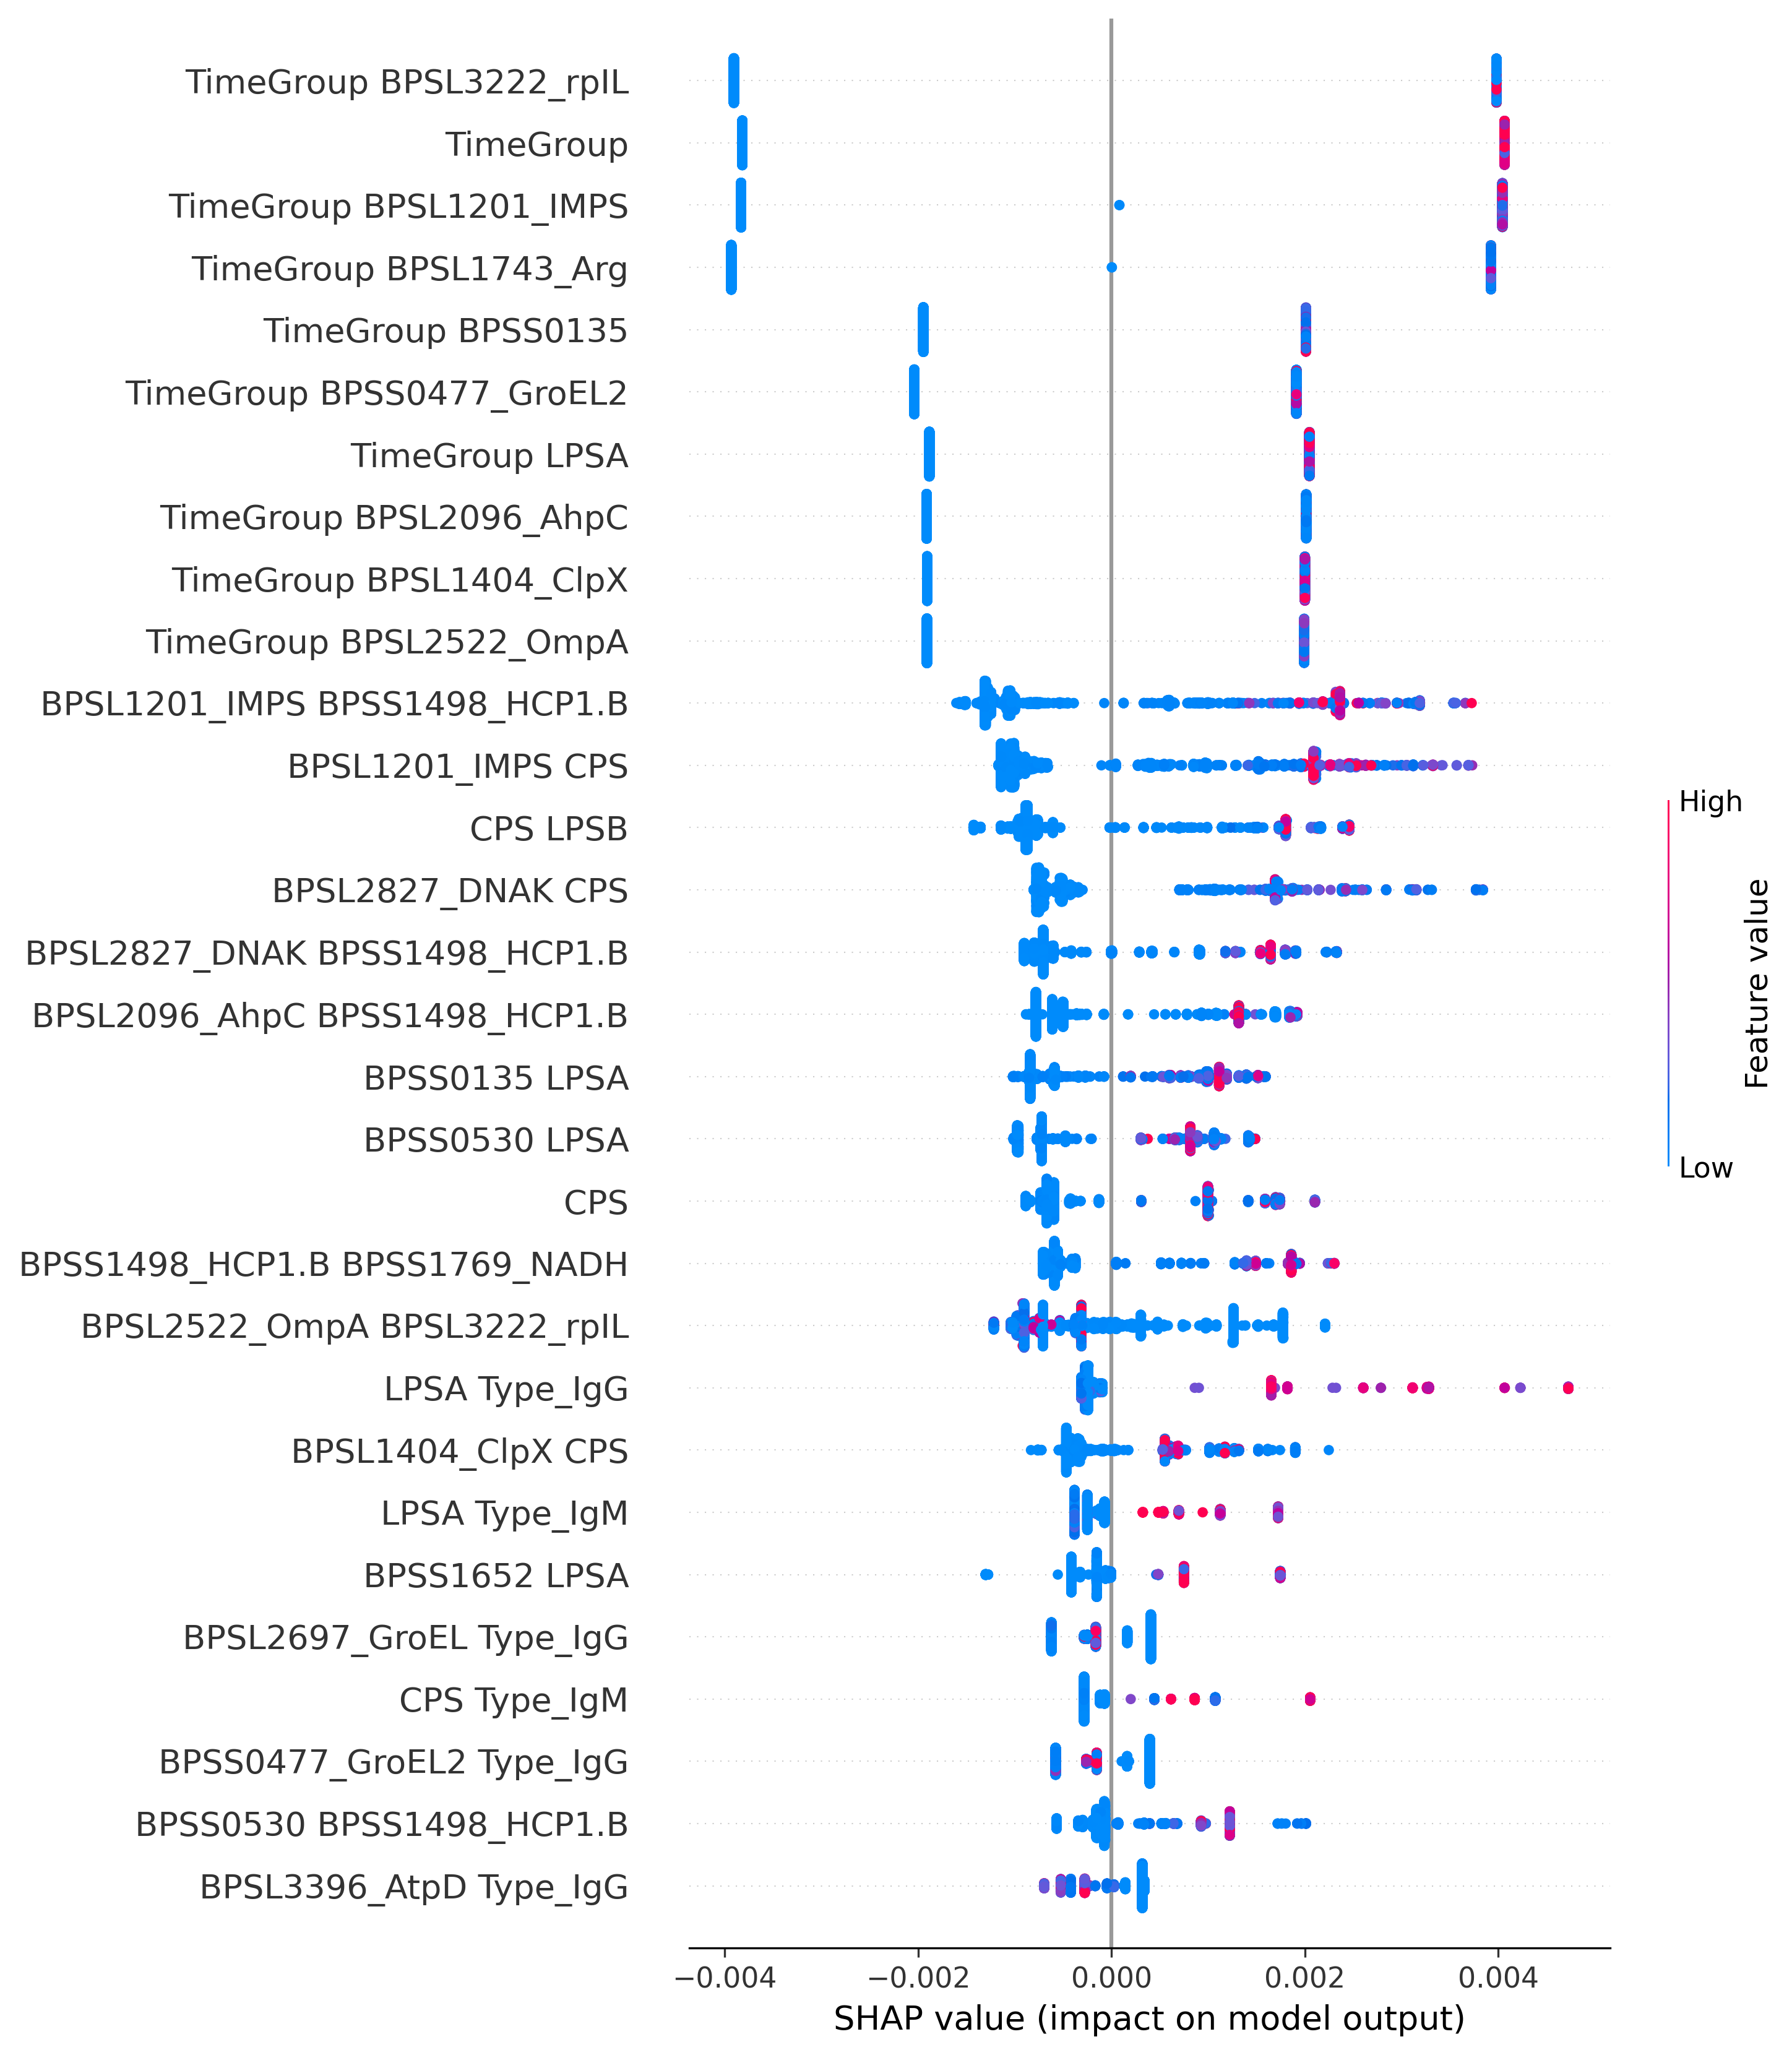 TimeGroup BPSL3222_rpIL
TimeGroup
TimeGroup BPSL1201_IMPS
TimeGroup BPSL1743_Arg
TimeGroup BPSS0135
TimeGroup BPSS0477_GroEL2
TimeGroup LPSA
TimeGroup BPSL2096_AhpC
TimeGroup BPSL1404_ClpX
TimeGroup BPSL2522_OmpA
BPSL1201_IMPS BPSS1498_HCP1.B
BPSL1201_IMPS CPS
CPS LPSB
BPSL2827_DNAK CPS
BPSL2827_DNAK BPSS1498_HCP1.B
BPSL2096_AhpC BPSS1498_HCP1.B
BPSS0135 LPSA
BPSS0530 LPSA
CPS
BPSS1498_HCP1.B BPSS1769_NADH
BPSL2522_OmpA BPSL3222_rpIL
LPSA Type_IgG
BPSL1404_ClpX CPS
LPSA Type_IgM
BPSS1652 LPSA
BPSL2697_GroEL Type_IgG
CPS Type_IgM
BPSS0477_GroEL2 Type_IgG
BPSS0530 BPSS1498_HCP1.B
BPSL3396_AtpD Type_IgG
−0.004 −0.002 0.000 0.002 0.004
SHAP value (impact on model output)
High
Feature value
Low